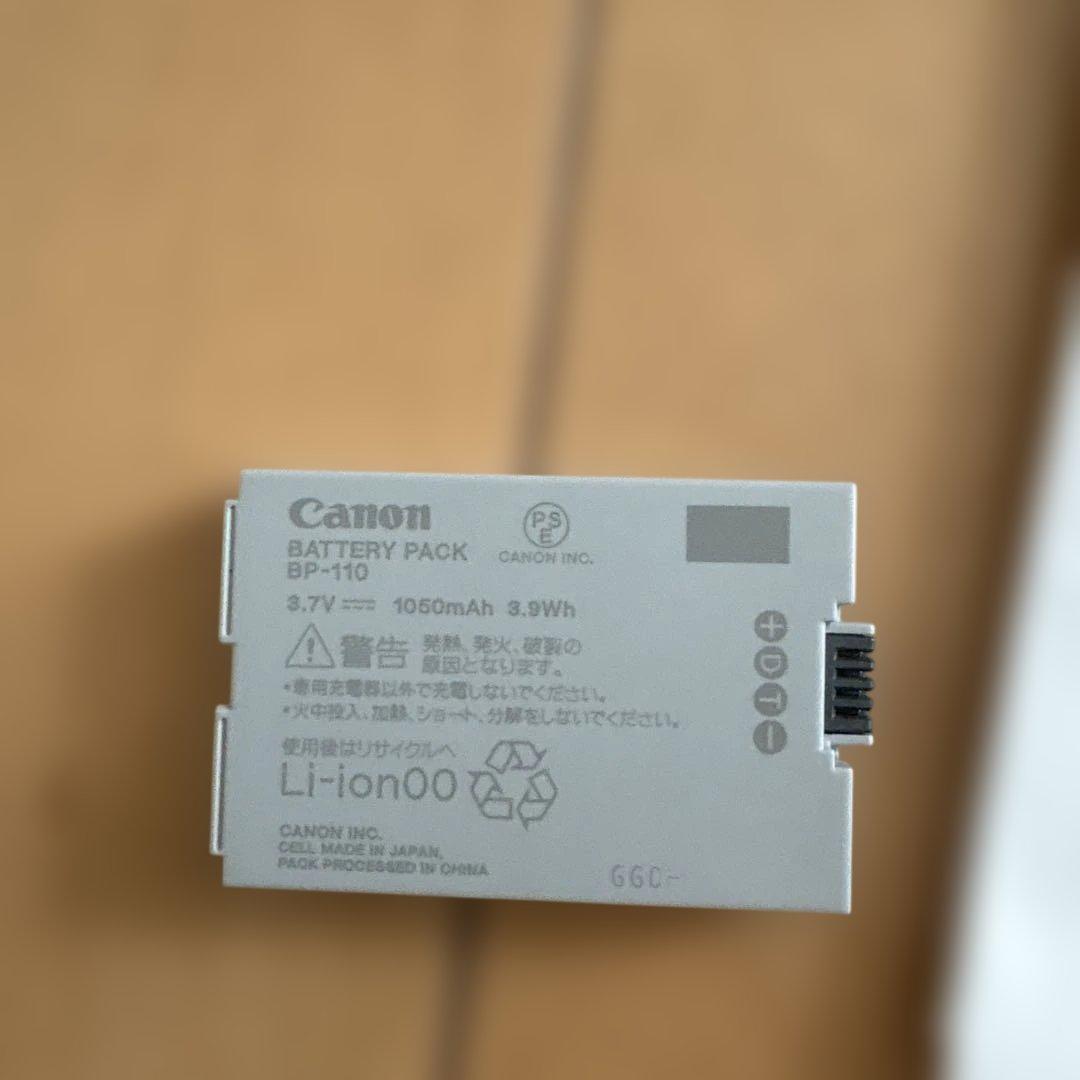 Canon
BATTERY PACK
BP-110
PSE
CANON INC.
3.7V 1050mAh 3.9Wh
警告 発熱、発火、破裂の
原因となります。
•専用充電器以外で充電しないでください。
•火中投入、加熱、ショート、分解をしないでください。
使用後はリサイクルへ
Li-ion00
CANON INC.
CELL MADE IN JAPAN,
PACK PROCESSED IN CHINA
+
D
T
−